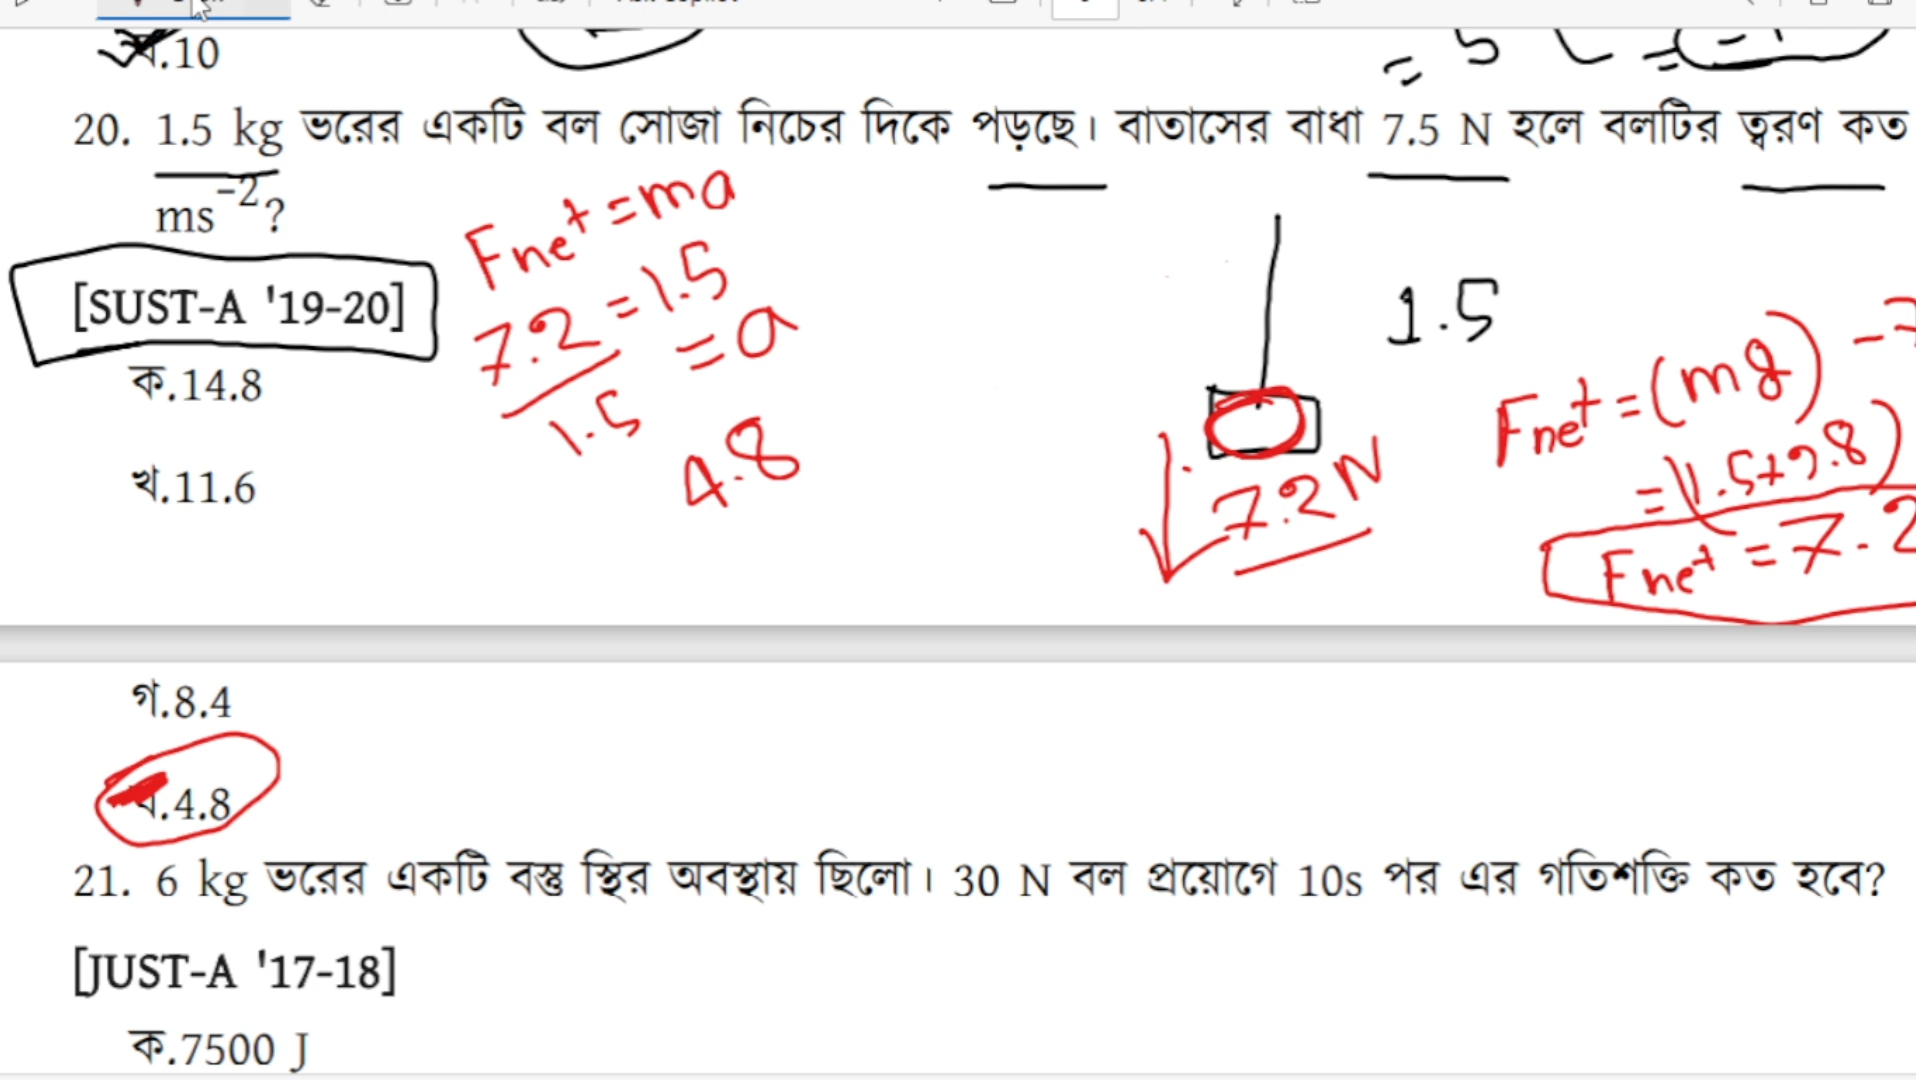 .10
= 5
20. 1.5 kg ভরের একটি বল সোজা নিচের দিকে পড়ছে। বাতাসের বাধা 7.5 N হলে বলটির ত্বরণ কত
ms⁻²?
[SUST-A '19-20]
ক.14.8
খ.11.6
Fnet = ma
7.2 = 1.5
1.5 = a
4.8
1.5
7.2 N
Fnet = (mg) - 7
= (1.5+9.8)
Fnet = 7.2
গ.8.4
.4.8
21. 6 kg ভরের একটি বস্তু স্থির অবস্থায় ছিলো। 30 N বল প্রয়োগে 10s পর এর গতিশক্তি কত হবে?
[JUST-A '17-18]
ক.7500 J